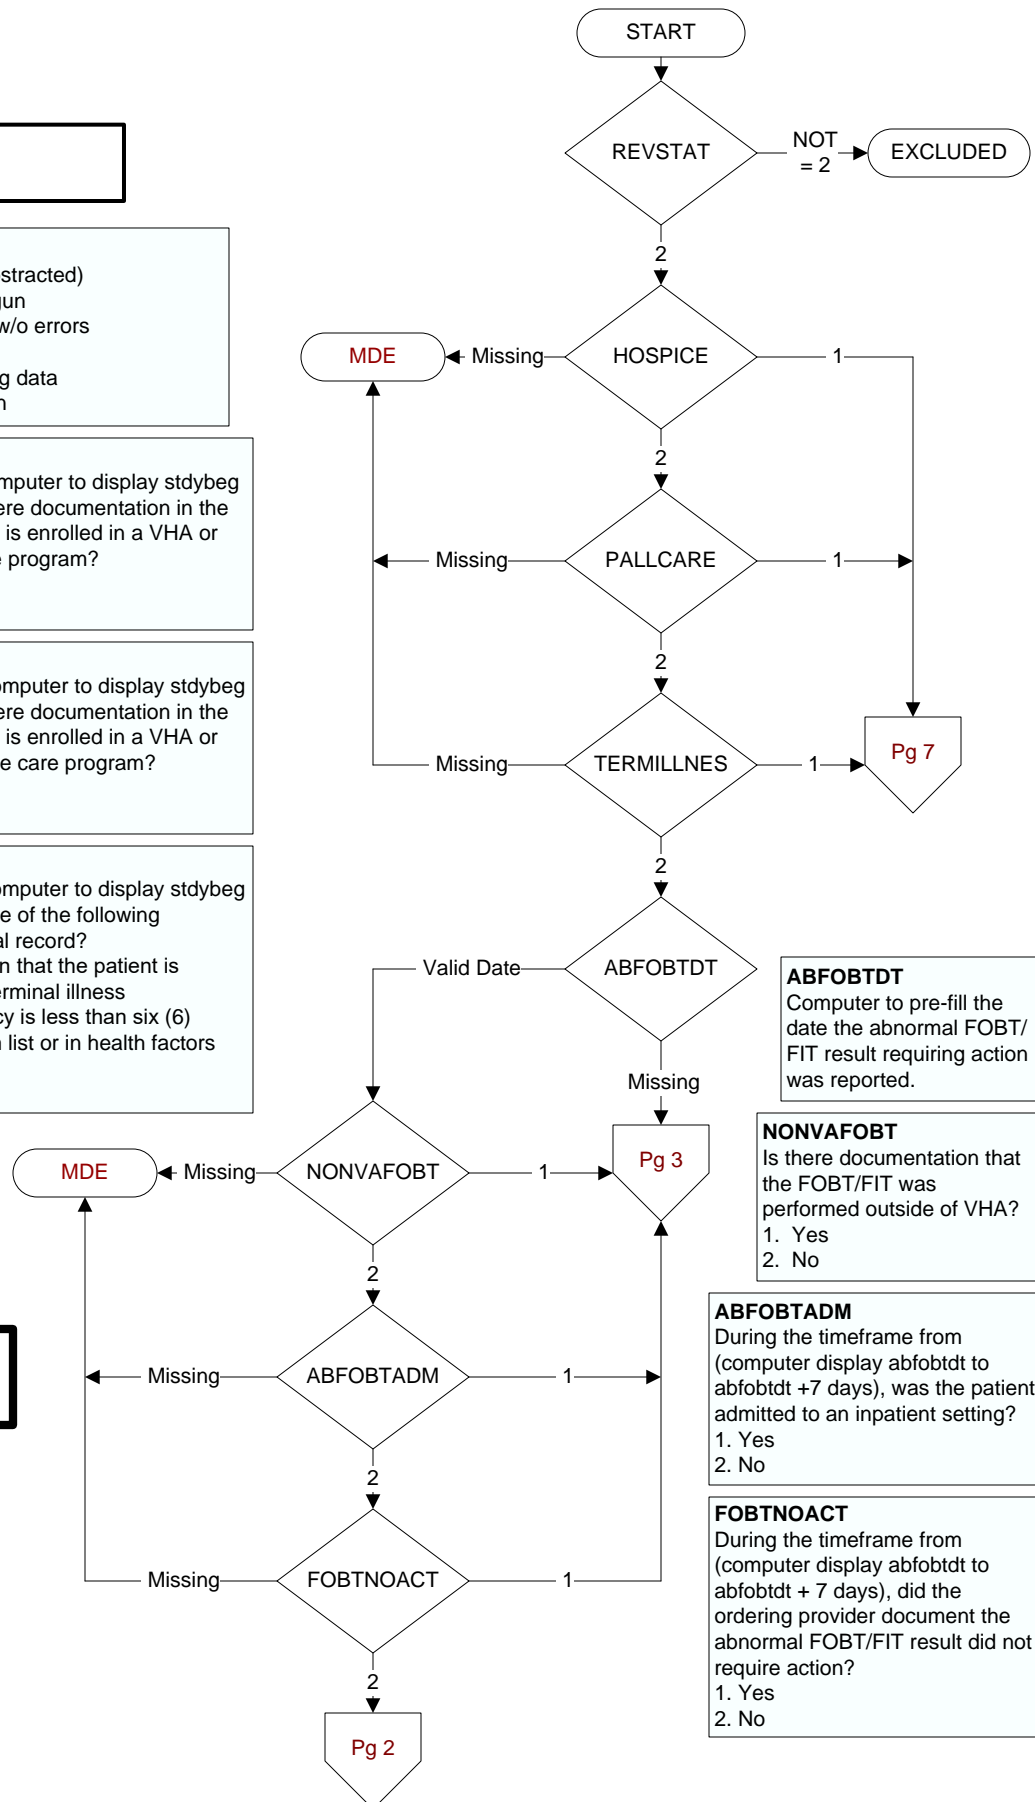 START
REVSTAT
NOT
= 2
EXCLUDED
2
stracted)
gun
w/o errors
g data
n
MDE
Missing
HOSPICE
1
2
mputer to display stdybeg
ere documentation in the
is enrolled in a VHA or
e program?
Missing
PALLCARE
1
2
omputer to display stdybeg
ere documentation in the
is enrolled in a VHA or
e care program?
Missing
TERMILLNES
1
Pg 7
2
omputer to display stdybeg
e of the following
al record?
n that the patient is
erminal illness
cy is less than six (6)
n list or in health factors
Valid Date
ABFOBTDT
Missing
ABFOBTDT
Computer to pre-fill the
date the abnormal FOBT/
FIT result requiring action
was reported.
MDE
Missing
NONVAFOBT
1
Pg 3
2
NONVAFOBT
Is there documentation that
the FOBT/FIT was
performed outside of VHA?
1. Yes
2. No
Missing
ABFOBTADM
1
2
ABFOBTADM
During the timeframe from
(computer display abfobtdt to
abfobtdt +7 days), was the patient
admitted to an inpatient setting?
1. Yes
2. No
Missing
FOBTNOACT
1
2
FOBTNOACT
During the timeframe from
(computer display abfobtdt to
abfobtdt + 7 days), did the
ordering provider document the
abnormal FOBT/FIT result did not
require action?
1. Yes
2. No
Pg 2